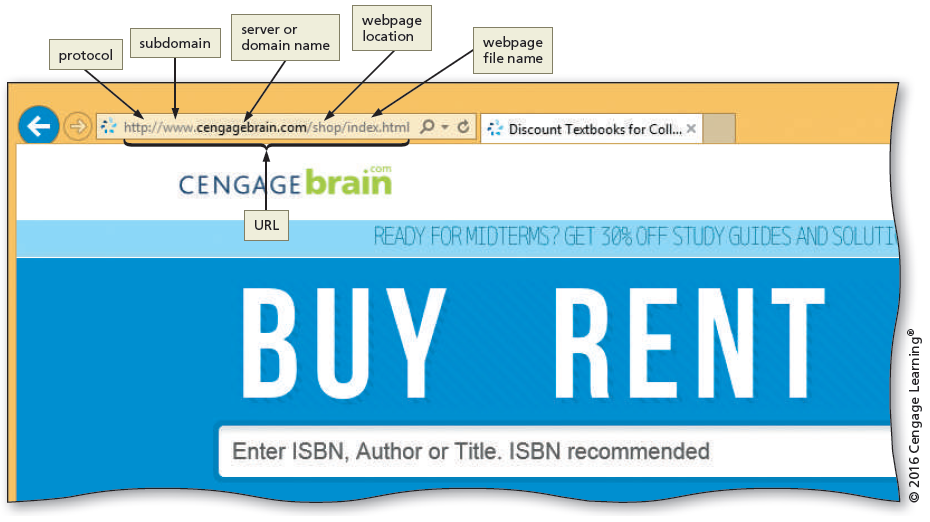 protocol
subdomain
server or
domain name
webpage
location
webpage
file name
http://www.cengagebrain.com/shop/index.html
Discount Textbooks for Coll...
URL
CENGAGEbrain.com
READY FOR MIDTERMS? GET 30% OFF STUDY GUIDES AND
BUY RENT
Enter ISBN, Author or Title. ISBN recommended
© 2016 Cengage Learning®